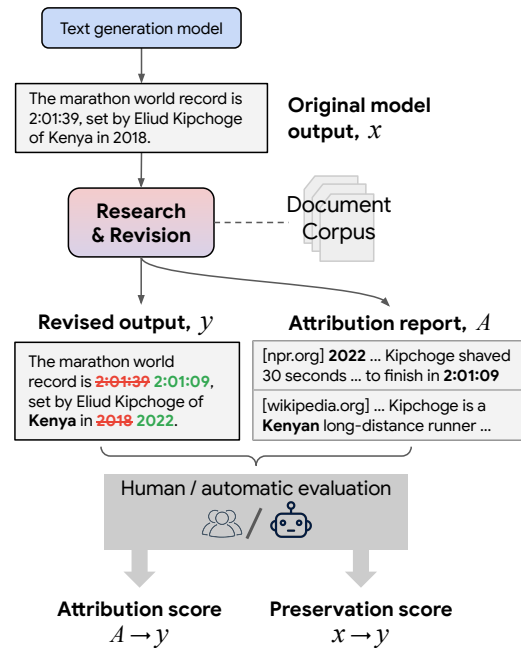 Text generation model
The marathon world record is
2:01:39, set by Eliud Kipchoge
of Kenya in 2018.
Original model
output, x
Research
& Revision
Document
Corpus
Revised output, y
Attribution report, A
The marathon world
record is 2:01:39 2:01:09,
set by Eliud Kipchoge of
Kenya in 2018 2022.
[npr.org] 2022 ... Kipchoge shaved
30 seconds ... to finish in 2:01:09
[wikipedia.org] ... Kipchoge is a
Kenyan long-distance runner ...
Human / automatic evaluation
/
Attribution score
A → y
Preservation score
x → y